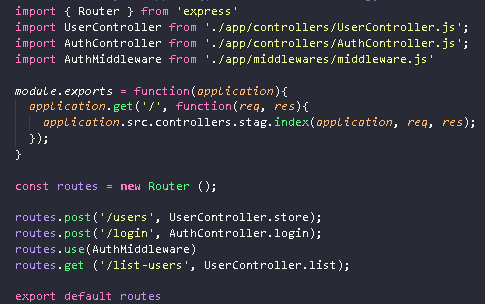 import { Router } from 'express'
import UserController from './app/controllers/UserController.js';
import AuthController from './app/controllers/AuthController.js';
import AuthMiddleware from './app/middlewares/middleware.js'
module.exports = function(application){
application.get('/', function(req, res){
application.src.controllers.stag.index(application, req, res);
});
}
const routes = new Router ();
routes.post('/users', UserController.store);
routes.post('/login', AuthController.login);
routes.use(AuthMiddleware)
routes.get ('/list-users', UserController.list);
export default routes